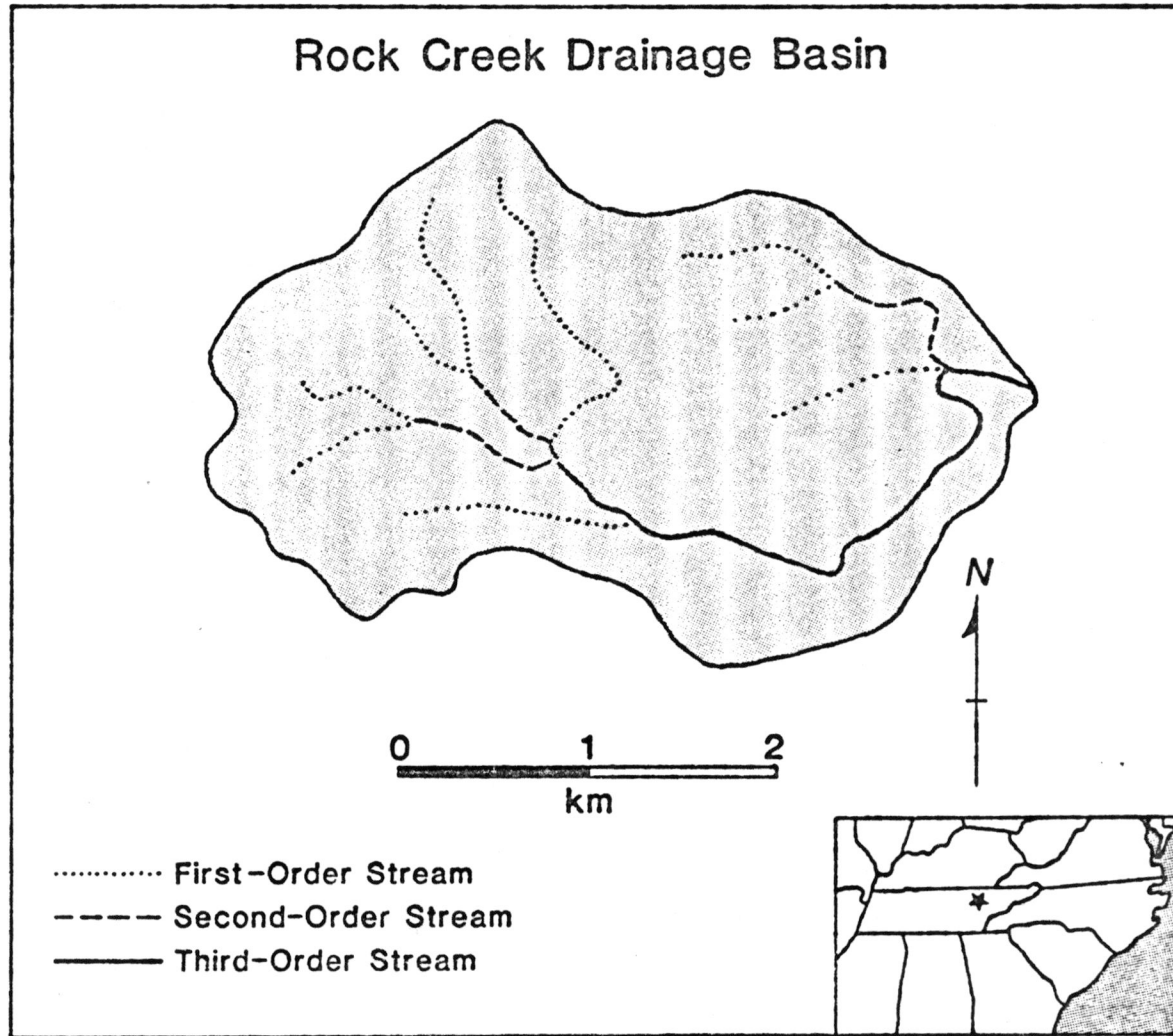 Rock Creek Drainage Basin
N
0 1 2
km
First-Order Stream
Second-Order Stream
Third-Order Stream